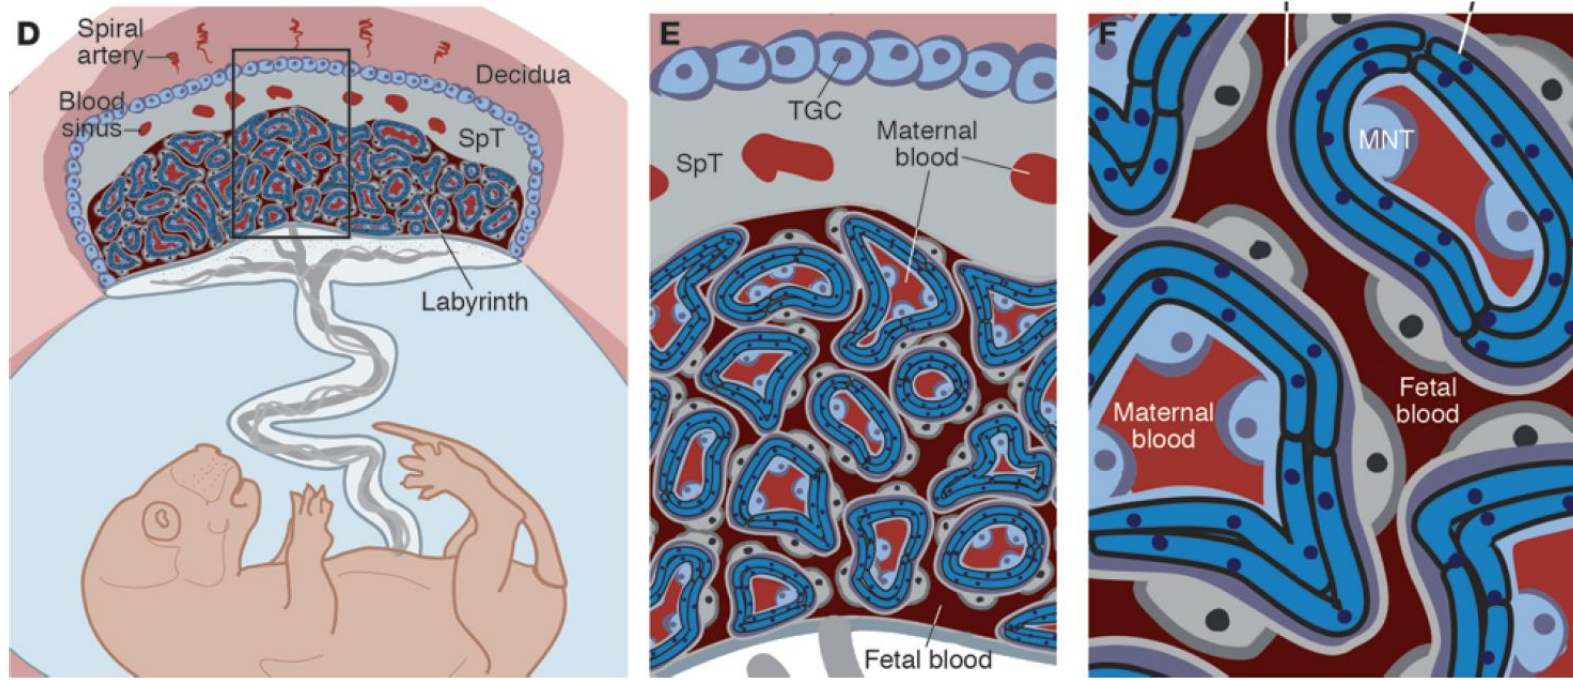 D
Spiral
artery
Decidua
Blood
sinus
SpT
Labyrinth
E
TGC
Maternal
blood
SpT
Fetal blood
F
MNT
Maternal
blood
Fetal
blood